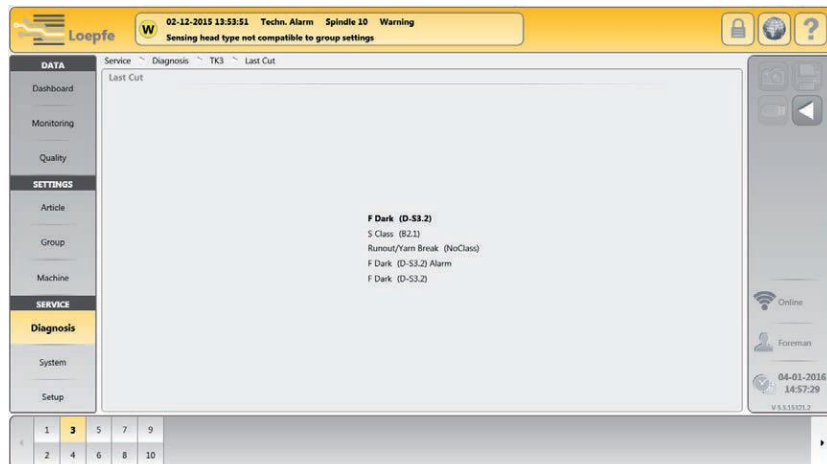 Loepfe
W
02-12-2015 13:53:51 Techn. Alarm Spindle 10 Warning
Sensing head type not compatible to group settings
?
DATA
Dashboard
Monitoring
Quality
SETTINGS
Article
Group
Machine
SERVICE
Diagnosis
System
Setup
Service Diagnosis TK3 Last Cut
Last Cut
F Dark (D-S3.2)
S Class (B2.1)
Runout/Yarn Break (NoClass)
F Dark (D-S3.2) Alarm
F Dark (D-S3.2)
Online
Foreman
04-01-2016
14:57:29
1 3 5 7 9
2 4 6 8 10